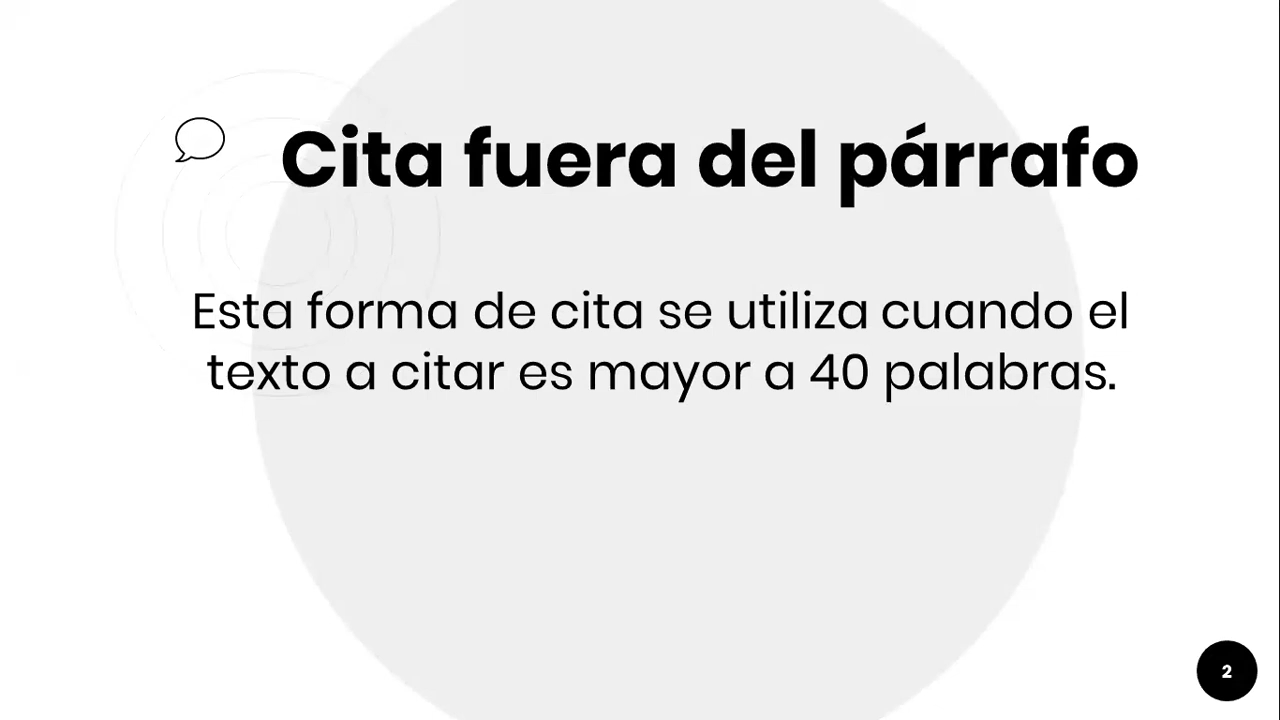 Cita fuera del párrafo
Esta forma de cita se utiliza cuando el
texto a citar es mayor a 40 palabras.
2